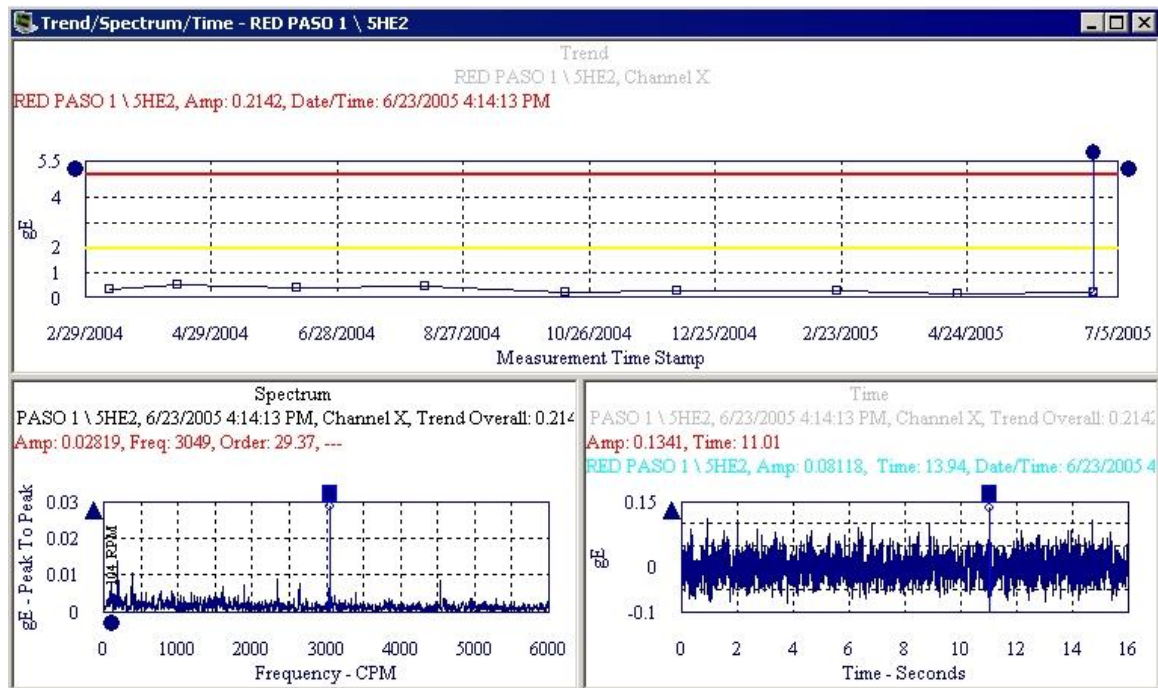 Trend/Spectrum/Time - RED PASO 1 \ 5HE2
Trend
RED PASO 1 \ 5HE2, Channel X
RED PASO 1 \ 5HE2, Amp: 0.2142, Date/Time: 6/23/2005 4:14:13 PM
5.5
4
2
1
0
gE
2/29/2004 4/29/2004 6/28/2004 8/27/2004 10/26/2004 12/25/2004 2/23/2005 4/24/2005 7/5/2005
Measurement Time Stamp
Spectrum
PASO 1 \ 5HE2, 6/23/2005 4:14:13 PM, Channel X, Trend Overall: 0.214
Amp: 0.02819, Freq: 3049, Order: 29.37, ---
0.03
0.02
0.01
0
gE - Peak To Peak
104 RPM
0 1000 2000 3000 4000 5000 6000
Frequency - CPM
Time
PASO 1 \ 5HE2, 6/23/2005 4:14:13 PM, Channel X, Trend Overall: 0.2142
Amp: 0.1341, Time: 11.01
RED PASO 1 \ 5HE2, Amp: 0.08118, Time: 13.94, Date/Time: 6/23/2005 4
0.15
0
-0.1
gE
0 2 4 6 8 10 12 14 16
Time - Seconds